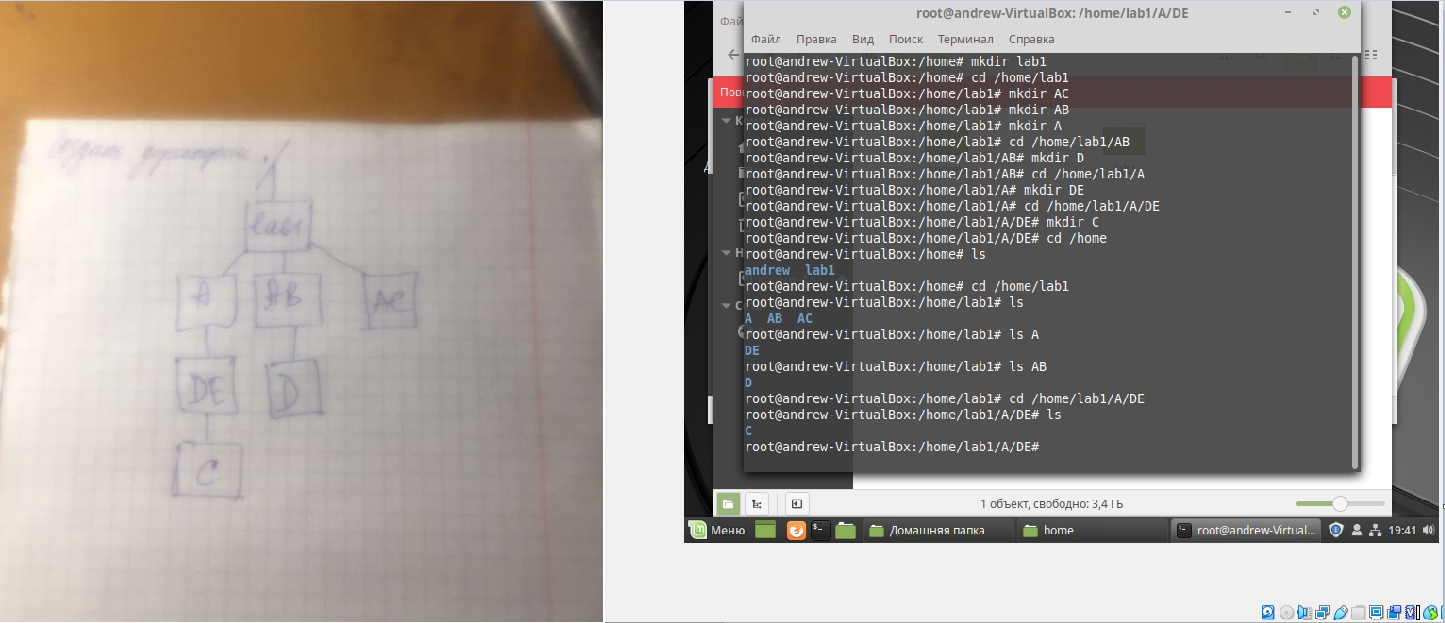 Создать директории.
/
lab1
A AB AC
DE D
C
root@andrew-VirtualBox: /home/lab1/A/DE
Файл Правка Вид Поиск Терминал Справка
root@andrew-VirtualBox:/home# mkdir lab1
root@andrew-VirtualBox:/home# cd /home/lab1
root@andrew-VirtualBox:/home/lab1# mkdir AC
root@andrew-VirtualBox:/home/lab1# mkdir AB
root@andrew-VirtualBox:/home/lab1# mkdir A
root@andrew-VirtualBox:/home/lab1# cd /home/lab1/AB
root@andrew-VirtualBox:/home/lab1/AB# mkdir D
root@andrew-VirtualBox:/home/lab1/AB# cd /home/lab1/A
root@andrew-VirtualBox:/home/lab1/A# mkdir DE
root@andrew-VirtualBox:/home/lab1/A# cd /home/lab1/A/DE
root@andrew-VirtualBox:/home/lab1/A/DE# mkdir C
root@andrew-VirtualBox:/home/lab1/A/DE# cd /home
root@andrew-VirtualBox:/home# ls
andrew lab1
root@andrew-VirtualBox:/home# cd /home/lab1
root@andrew-VirtualBox:/home/lab1# ls
A AB AC
root@andrew-VirtualBox:/home/lab1# ls A
DE
root@andrew-VirtualBox:/home/lab1# ls AB
D
root@andrew-VirtualBox:/home/lab1# cd /home/lab1/A/DE
root@andrew-VirtualBox:/home/lab1/A/DE# ls
C
root@andrew-VirtualBox:/home/lab1/A/DE#
1 объект, свободно: 3,4 ГБ
Меню Домашняя папка home root@andrew-Virtual... 19:41